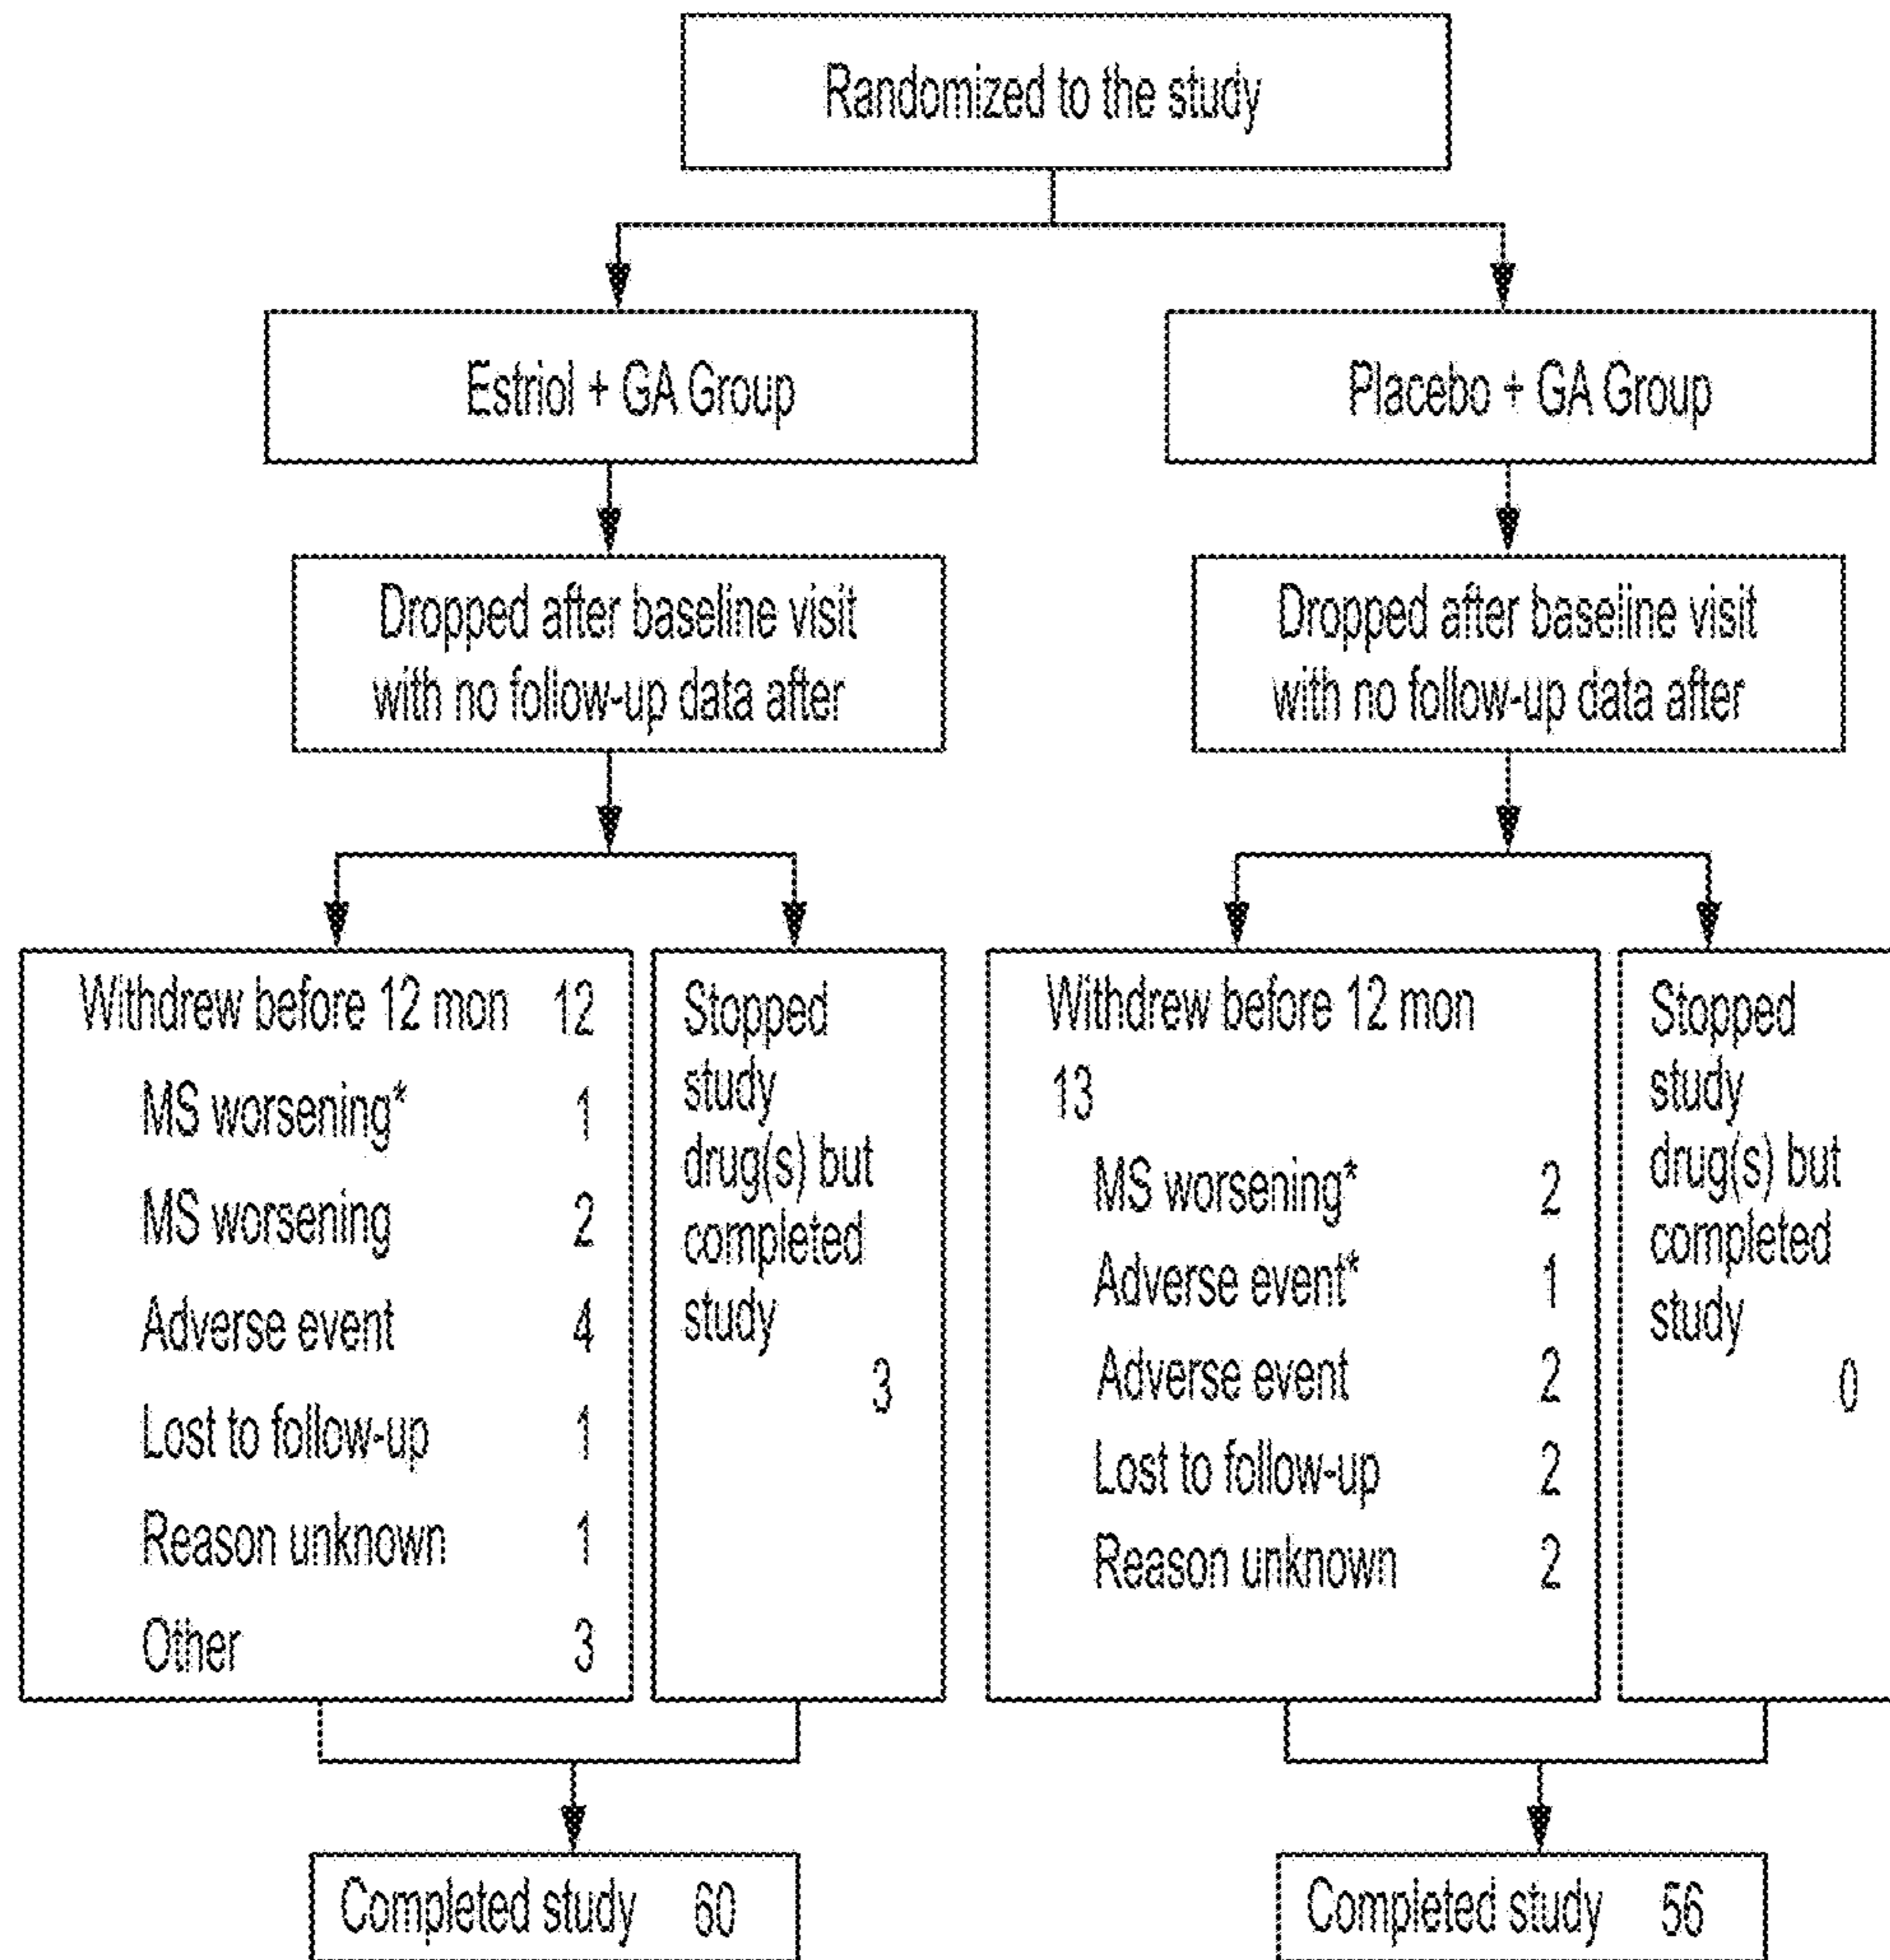 Randomized to the study
Estriol + GA Group
Placebo + GA Group
Dropped after baseline visit
with no follow-up data after
Dropped after baseline visit
with no follow-up data after
Withdrew before 12 mon 12
MS worsening* 1
MS worsening 2
Adverse event 4
Lost to follow-up 1
Reason unknown 1
Other 3
Stopped
study
drug(s) but
completed
study
3
Withdrew before 12 mon
13
MS worsening* 2
Adverse event* 1
Adverse event 2
Lost to follow-up 2
Reason unknown 2
Stopped
study
drug(s) but
completed
study
0
Completed study 60
Completed study 56